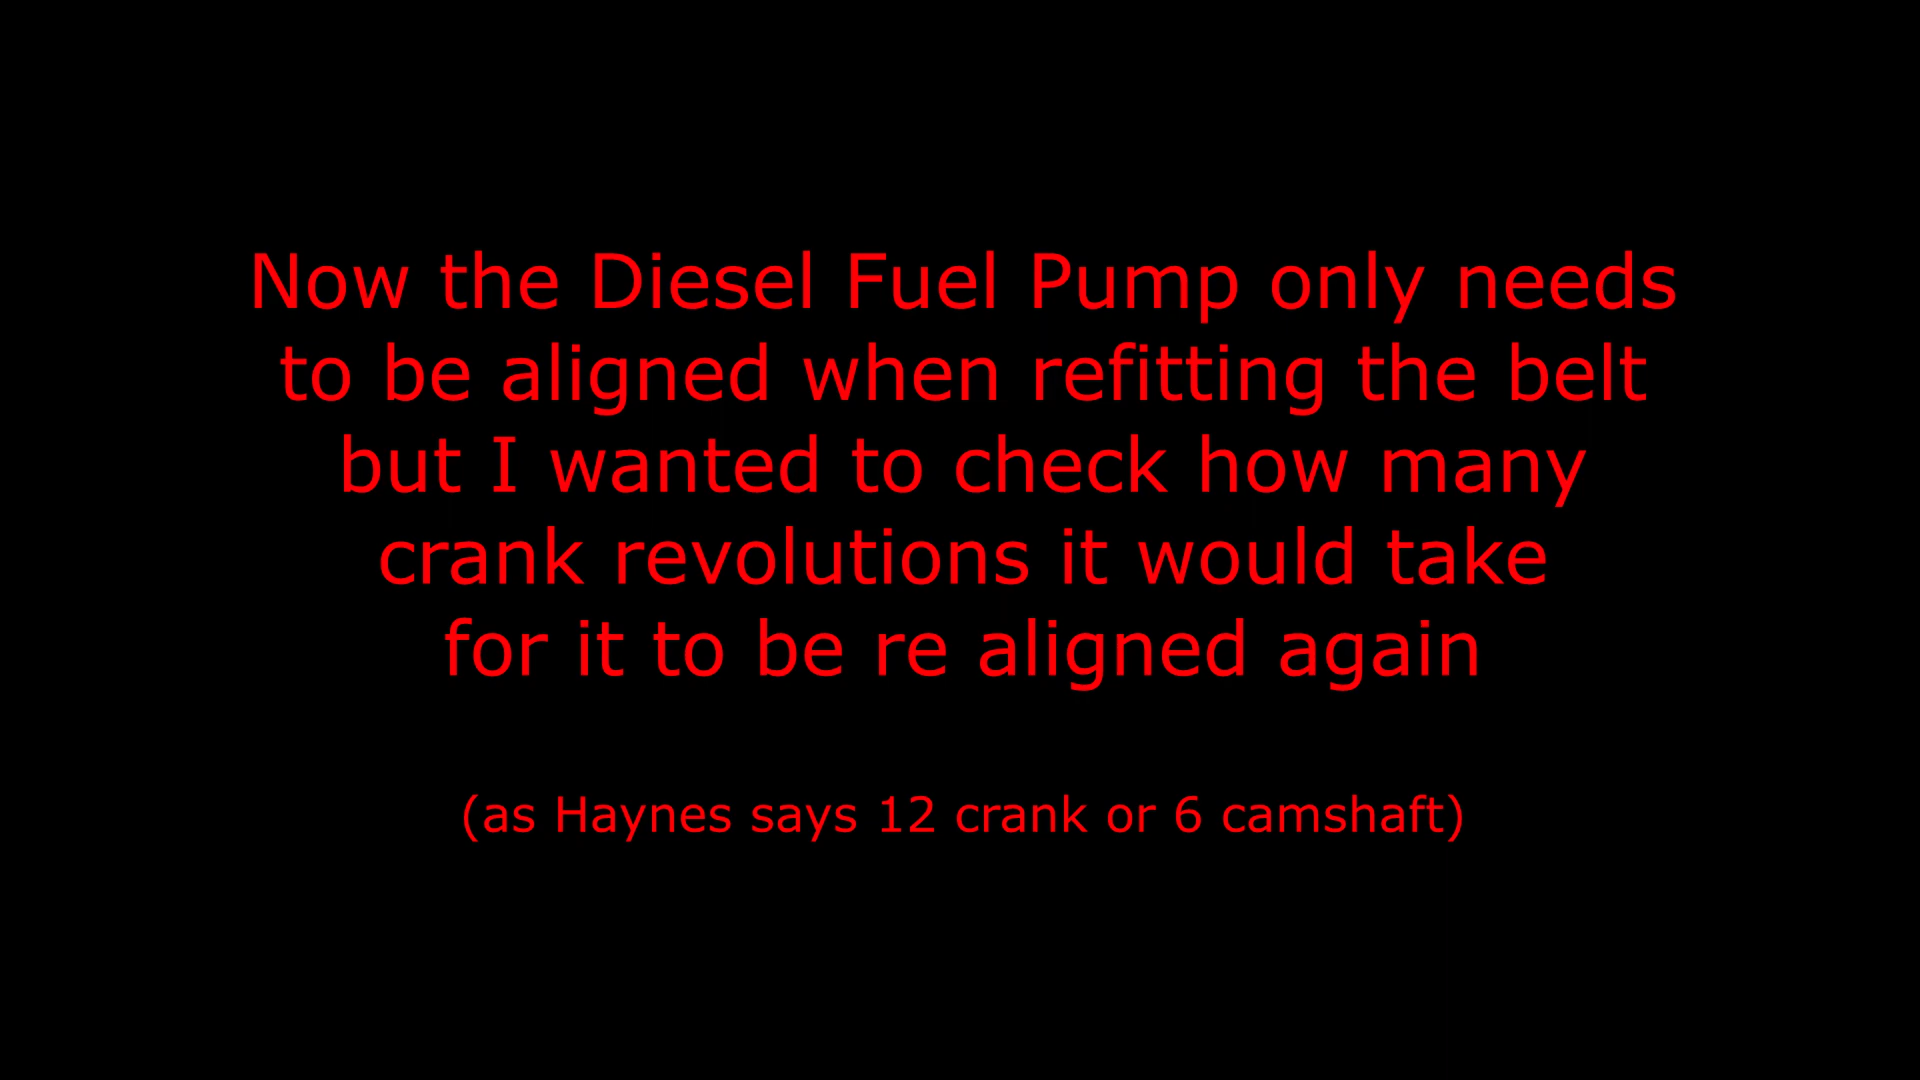 Now the Diesel Fuel Pump only needs
to be aligned when refitting the belt
but I wanted to check how many
crank revolutions it would take
for it to be re aligned again
(as Haynes says 12 crank or 6 camshaft)